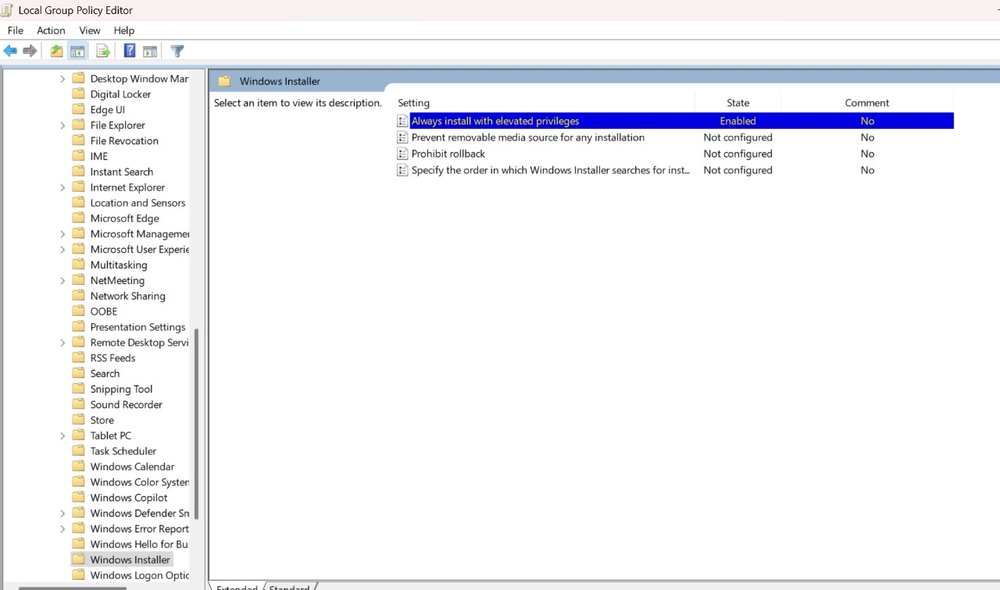 Local Group Policy Editor
File Action View Help
Windows Installer
Select an item to view its description.
Setting State Comment
Always install with elevated privileges Enabled No
Prevent removable media source for any installation Not configured No
Prohibit rollback Not configured No
Specify the order in which Windows Installer searches for inst... Not configured No
Desktop Window Mar
Digital Locker
Edge UI
File Explorer
File Revocation
IME
Instant Search
Internet Explorer
Location and Sensors
Microsoft Edge
Microsoft Managemer
Microsoft User Experie
Multitasking
NetMeeting
Network Sharing
OOBE
Presentation Settings
Remote Desktop Servi
RSS Feeds
Search
Snipping Tool
Sound Recorder
Store
Tablet PC
Task Scheduler
Windows Calendar
Windows Color System
Windows Copilot
Windows Defender Sm
Windows Error Report
Windows Hello for Bu
Windows Installer
Windows Logon Optic
Extended Standard